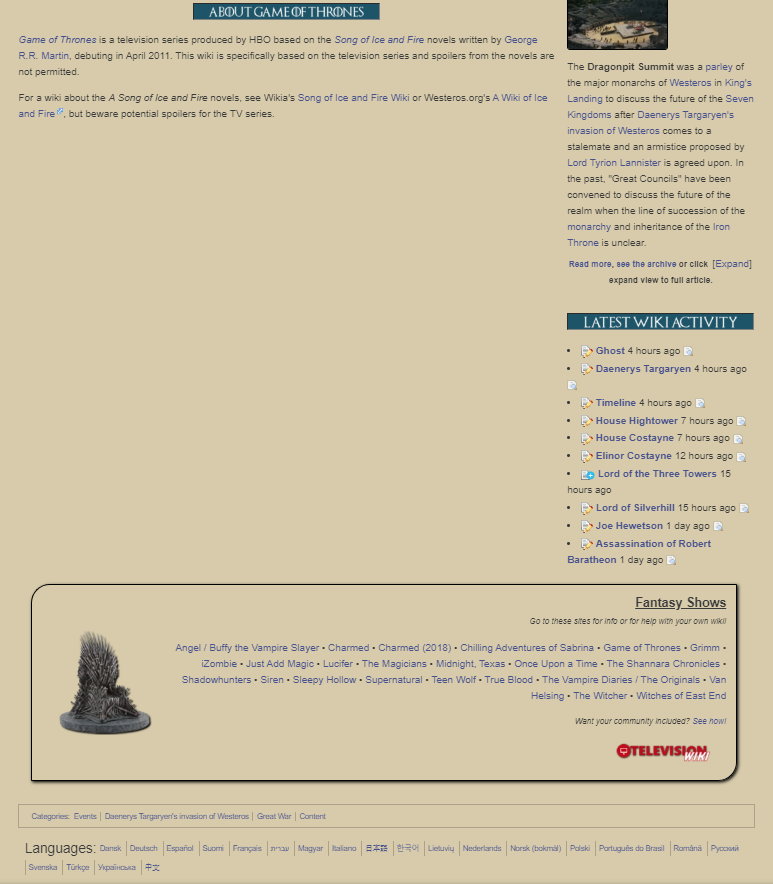 ABOUT GAME OF THRONES
Game of Thrones is a television series produced by HBO based on the Song of Ice and Fire novels written by George
R.R. Martin, debuting in April 2011. This wiki is specifically based on the television series and spoilers from the novels are
not permitted.
For a wiki about the A Song of Ice and Fire novels, see Wikia's Song of Ice and Fire Wiki or Westeros.org's A Wiki of Ice
and Fire, but beware potential spoilers for the TV series.
The Dragonpit Summit was a parley of
the major monarchs of Westeros in King's
Landing to discuss the future of the Seven
Kingdoms after Daenerys Targaryen's
invasion of Westeros comes to a
stalemate and an armistice proposed by
Lord Tyrion Lannister is agreed upon. In
the past, "Great Councils" have been
convened to discuss the future of the
realm when the line of succession of the
monarchy and inheritance of the Iron
Throne is unclear.
Read more, see the archive or click [Expand]
expand view to full article.
LATEST WIKI ACTIVITY
• Ghost 4 hours ago
• Daenerys Targaryen 4 hours ago
• Timeline 4 hours ago
• House Hightower 7 hours ago
• House Costayne 7 hours ago
• Elinor Costayne 12 hours ago
• Lord of the Three Towers 15
hours ago
• Lord of Silverhill 15 hours ago
• Joe Hewetson 1 day ago
• Assassination of Robert
Baratheon 1 day ago
Fantasy Shows
Go to these sites for info or for help with your own wiki!
Angel / Buffy the Vampire Slayer • Charmed • Charmed (2018) • Chilling Adventures of Sabrina • Game of Thrones • Grimm •
iZombie • Just Add Magic • Lucifer • The Magicians • Midnight, Texas • Once Upon a Time • The Shannara Chronicles •
Shadowhunters • Siren • Sleepy Hollow • Supernatural • Teen Wolf • True Blood • The Vampire Diaries / The Originals • Van
Helsing • The Witcher • Witches of East End
Want your community included? See how!
TELEVISION
WIKI
Categories: Events | Daenerys Targaryen's invasion of Westeros | Great War | Content
Languages: Dansk | Deutsch | Español | Suomi | Français | עברית | Magyar | Italiano | 日本語 | 한국어 | Lietuvių | Nederlands | Norsk (bokmål) | Polski | Português do Brasil | Română | Русский
Svenska | Türkçe | Українська | 中文